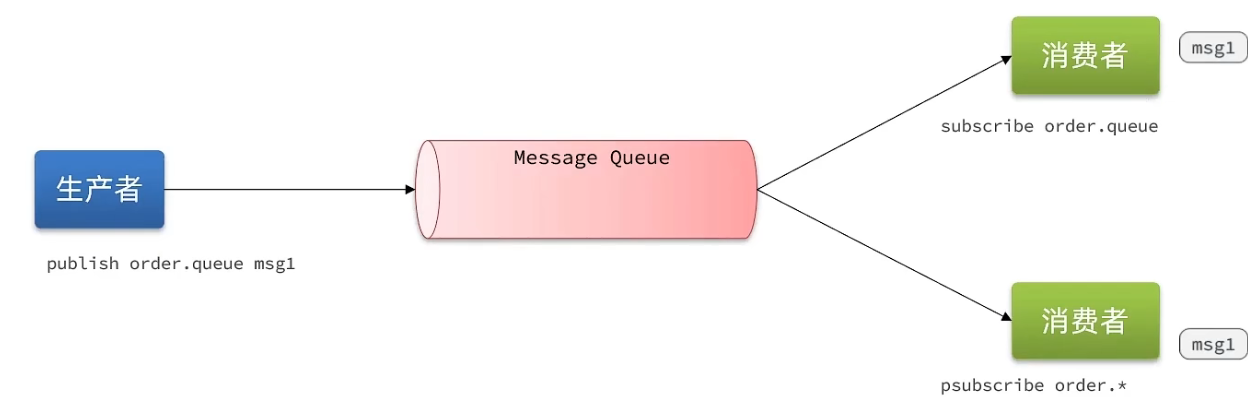 消费者
msg1
subscribe order.queue
Message Queue
生产者
publish order.queue msg1
消费者
msg1
psubscribe order.*